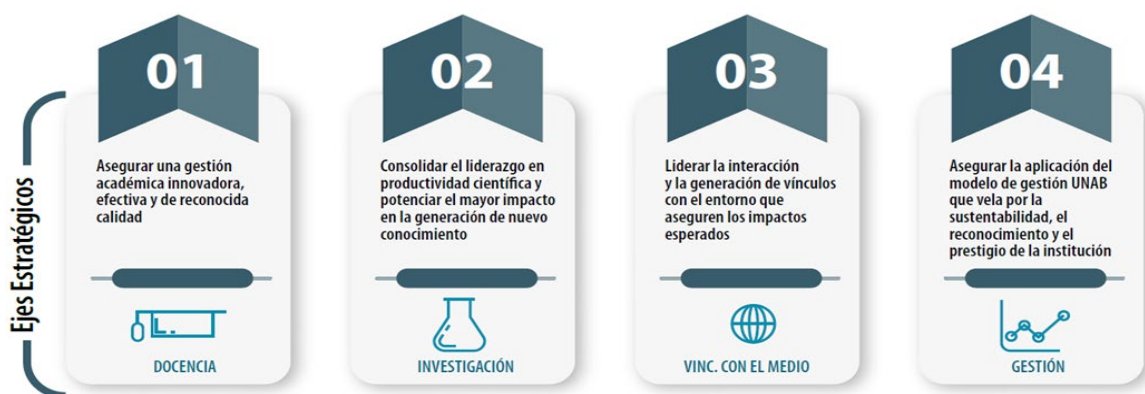 Ejes Estratégicos
01
Asegurar una gestión
académica innovadora,
efectiva y de reconocida
calidad
DOCENCIA
02
Consolidar el liderazgo en
productividad científica y
potenciar el mayor impacto
en la generación de nuevo
conocimiento
INVESTIGACIÓN
03
Liderar la interacción
y la generación de vínculos
con el entorno que
aseguren los impactos
esperados
VINC. CON EL MEDIO
04
Asegurar la aplicación del
modelo de gestión UNAB
que vela por la
sustentabilidad, el
reconocimiento y el
prestigio de la institución
GESTIÓN